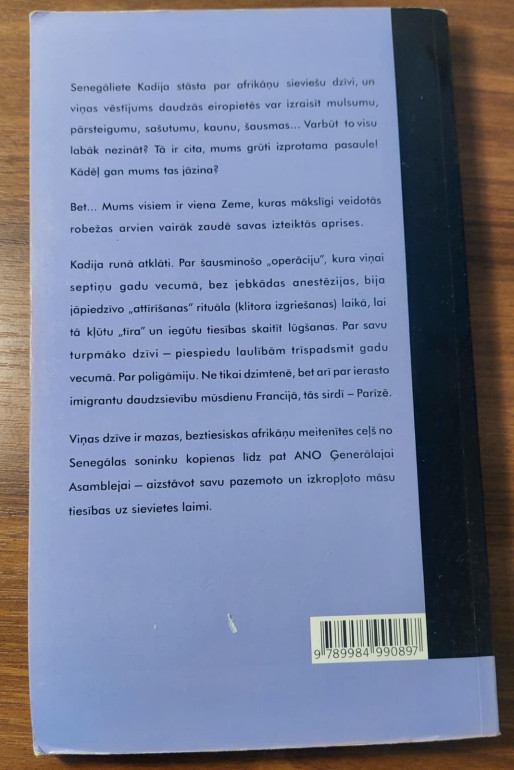 Senegāliete Kadija stāsta par afrikāņu sieviešu dzīvi, un
viņas vēstījums daudzās eiropietēs var izraisīt mulsumu,
pārsteigumu, sašutumu, kaunu, šausmas... Varbūt to visu
labāk nezināt? Tā ir cita, mums grūti izprotama pasaule!
Kādēļ gan mums tas jāzina?
Bet... Mums visiem ir viena Zeme, kuras mākslīgi veidotās
robežas arvien vairāk zaudē savas izteiktās aprises.
Kadija runā atklāti. Par šausminošo „operāciju”, kura viņai
septiņu gadu vecumā, bez jebkādas anestēzijas, bija
jāpiedzīvo „attīrīšanas” rituāla (klitora izgriešanas) laikā, lai
tā kļūtu „tīra” un iegūtu tiesības skaitīt lūgšanas. Par savu
turpmāko dzīvi – piespiedu laulībām trīspadsmit gadu
vecumā. Par poligāmiju. Ne tikai dzimtenē, bet arī par ierasto
imigrantu daudzsievību mūsdienu Francijā, tās sirdī – Parīzē.
Viņas dzīve ir mazas, beztiesiskas afrikāņu meitenītes ceļš no
Senegālas soninku kopienas līdz pat ANO Ģenerālajai
Asamblejai – aizstāvot savu pazemoto un izkropļoto māsu
tiesības uz sievietes laimi.
9 789984 990897